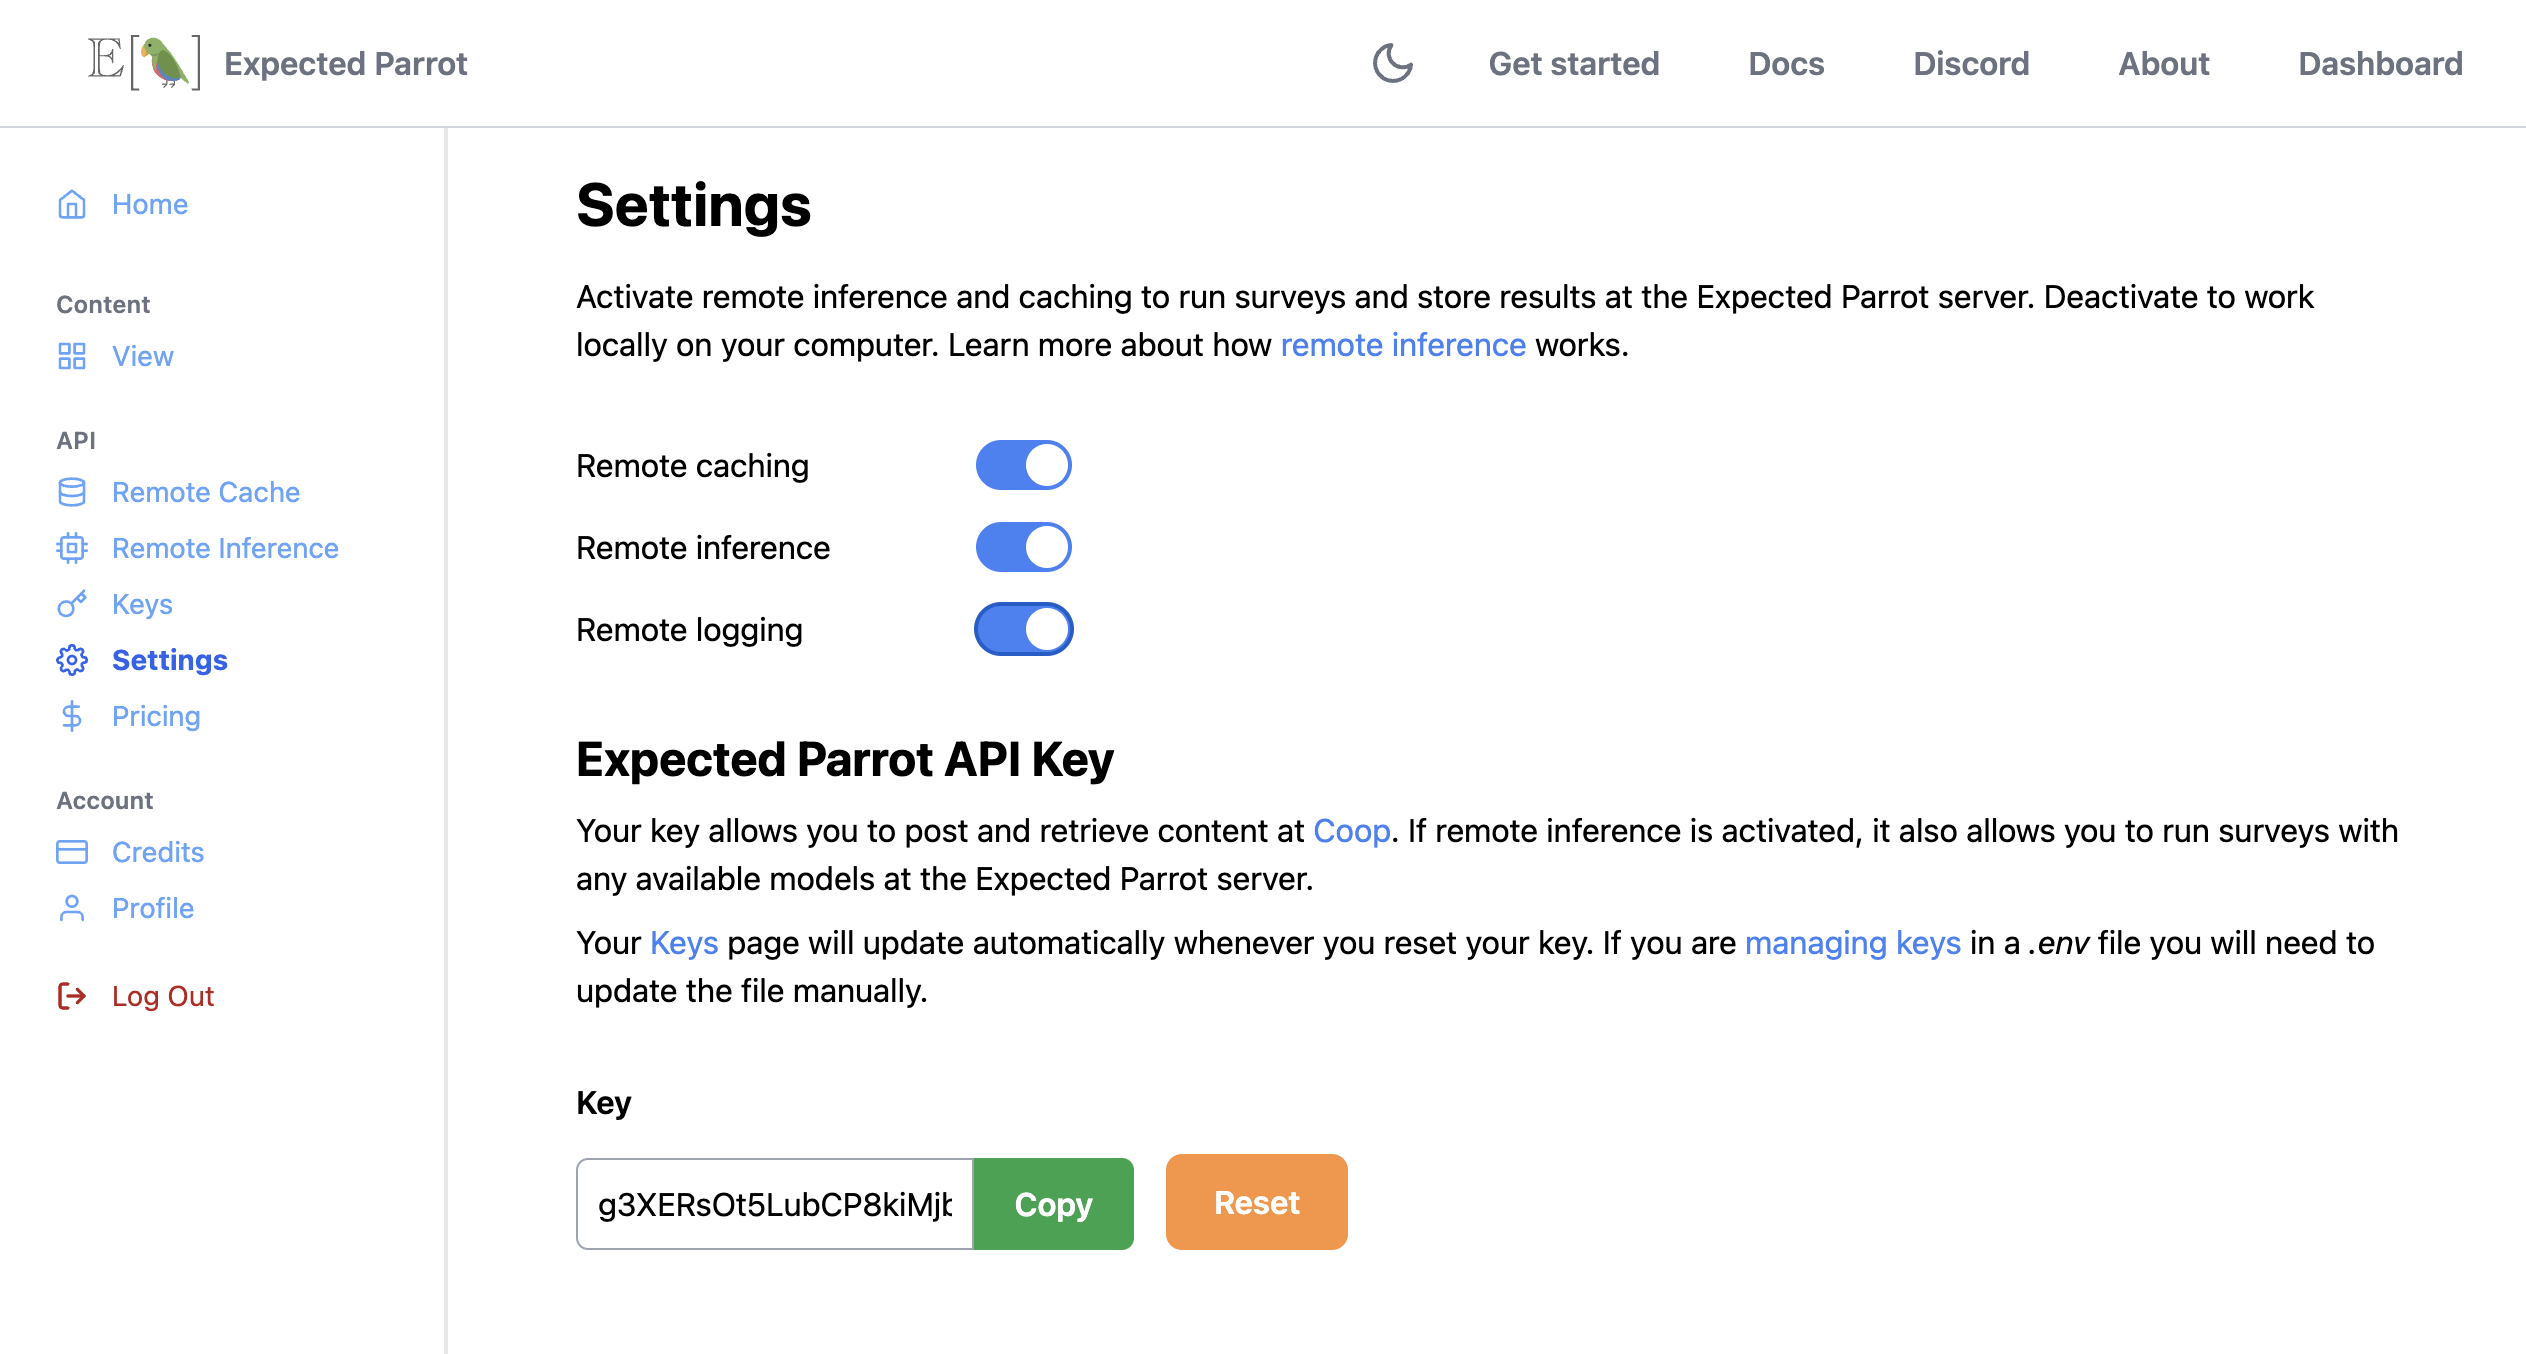 E[ ] Expected Parrot
Get started
Docs
Discord
About
Dashboard
Home
Content
View
API
Remote Cache
Remote Inference
Keys
Settings
Pricing
Account
Credits
Profile
Log Out
Settings
Activate remote inference and caching to run surveys and store results at the Expected Parrot server. Deactivate to work
locally on your computer. Learn more about how remote inference works.
Remote caching
Remote inference
Remote logging
Expected Parrot API Key
Your key allows you to post and retrieve content at Coop. If remote inference is activated, it also allows you to run surveys with
any available models at the Expected Parrot server.
Your Keys page will update automatically whenever you reset your key. If you are managing keys in a .env file you will need to
update the file manually.
Key
g3XERsOt5LubCP8kiMjb
Copy
Reset